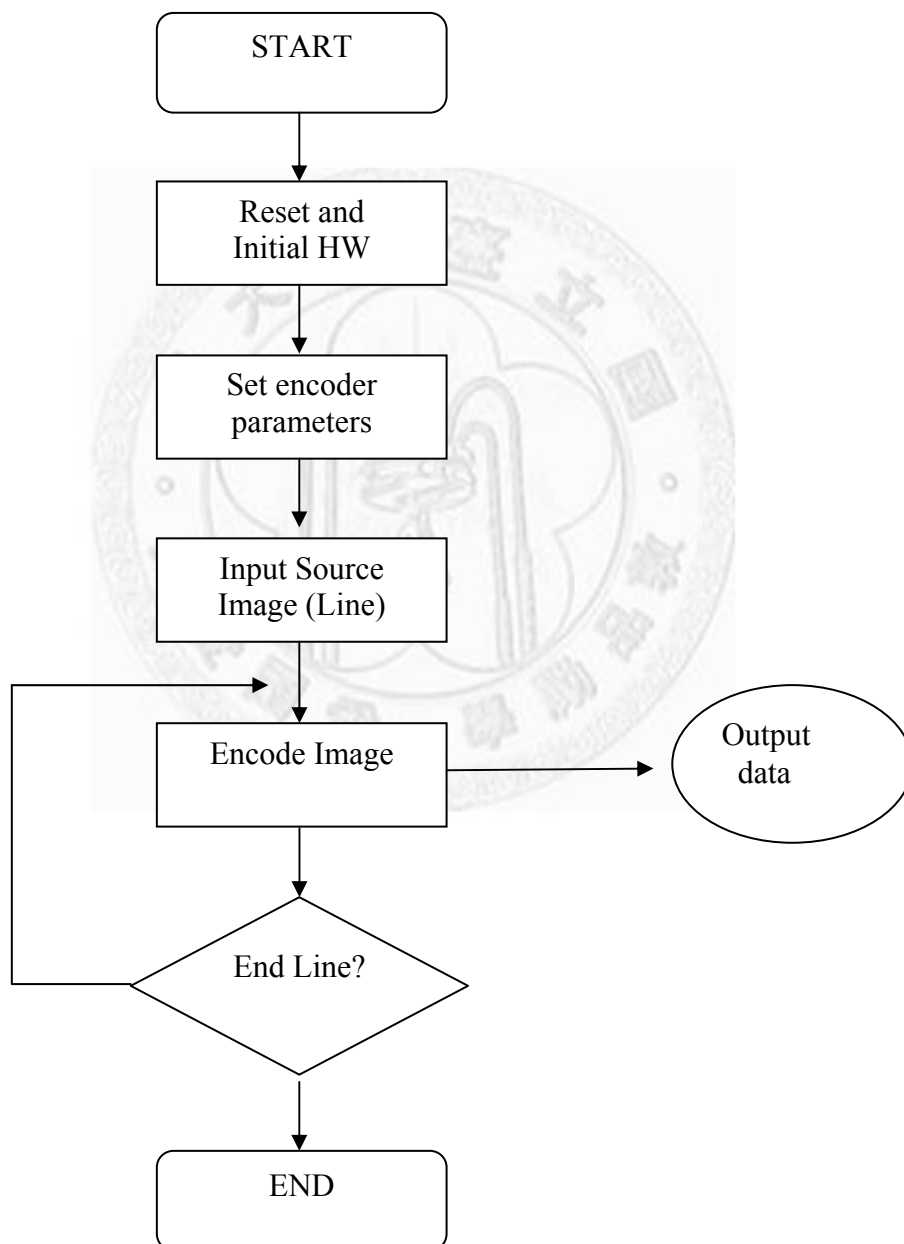 START
Reset and
Initial HW
Set encoder
parameters
Input Source
Image (Line)
Encode Image
Output
data
End Line?
END